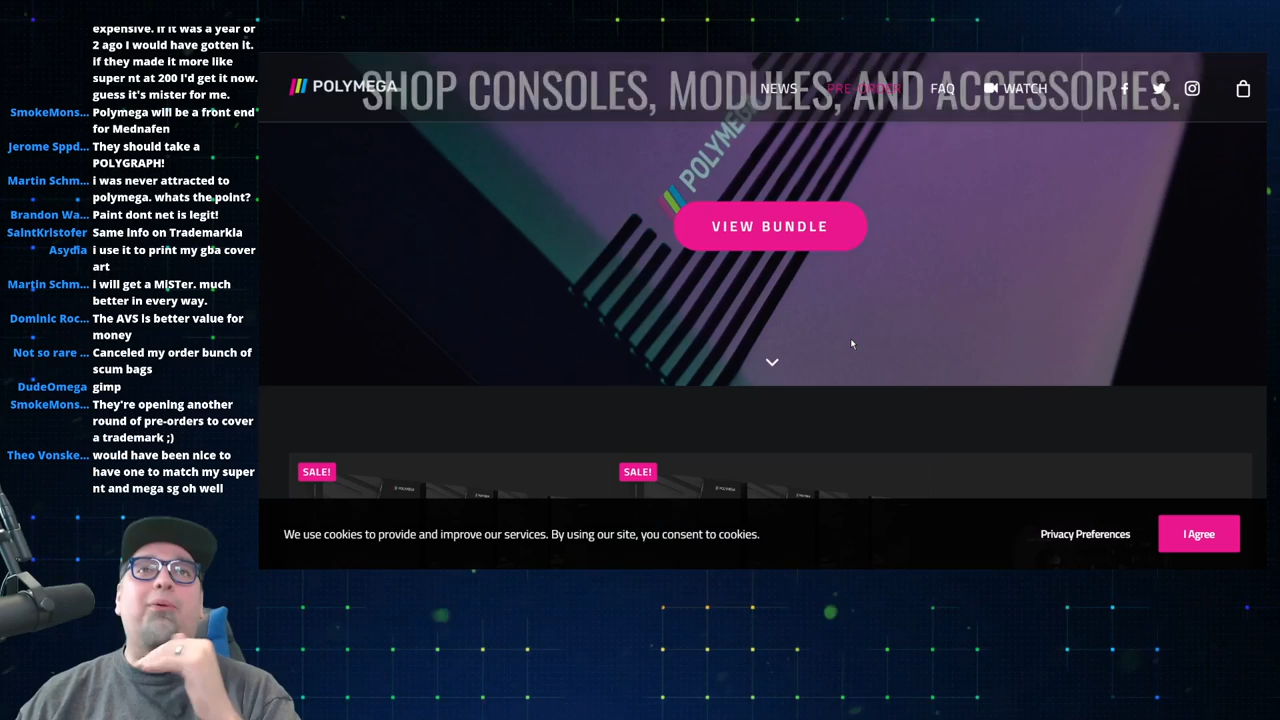 expensive. If it was a year or
2 ago I would have gotten it.
if they made it more like
super nt at 200 I'd get it now.
guess it's mister for me.
SmokeMons... Polymega will be a front end
for Mednafen
Jerome Sppd... They should take a
POLYGRAPH!
Martin Schm... i was never attracted to
polymega. whats the point?
Brandon Wa... Paint dont net is legit!
SaintKristofer Same info on Trademarkia
Asydia i use it to print my gba cover
art
Martin Schm... i will get a MiSTer. much
better in every way.
Dominic Roc... The AVS is better value for
money
Not so rare ... Canceled my order bunch of
scum bags
DudeOmega gimp
SmokeMons... They're opening another
round of pre-orders to cover
a trademark ;)
Theo Vonske... would have been nice to
have one to match my super
nt and mega sg oh well
SHOP CONSOLES, MODULES, AND ACCESSORIES.
POLYMEGA NEWS PRE-ORDER FAQ WATCH
POLYMEGA
VIEW BUNDLE
SALE! SALE!
We use cookies to provide and improve our services. By using our site, you consent to cookies. Privacy Preferences I Agree